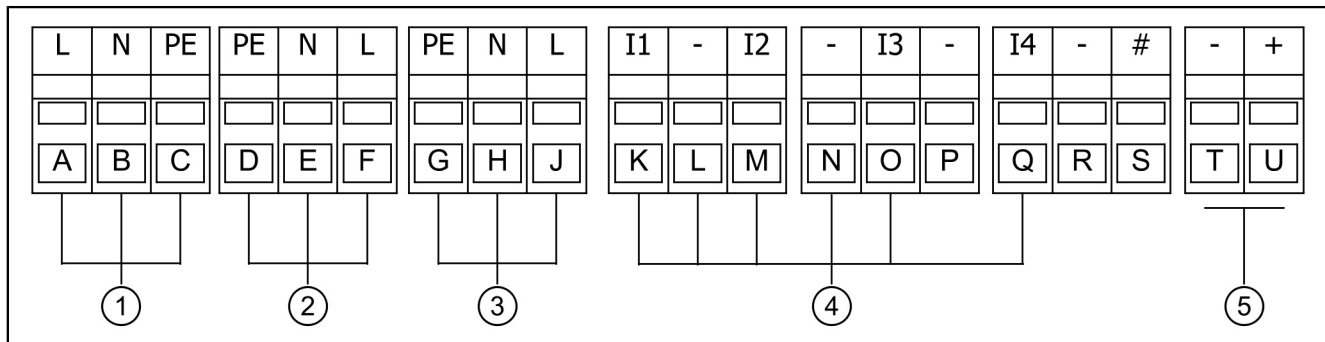 L N PE PE N L PE N L I1 - I2 - I3 - I4 - # - +
A B C D E F G H J K L M N O P Q R S T U
1 2 3 4 5